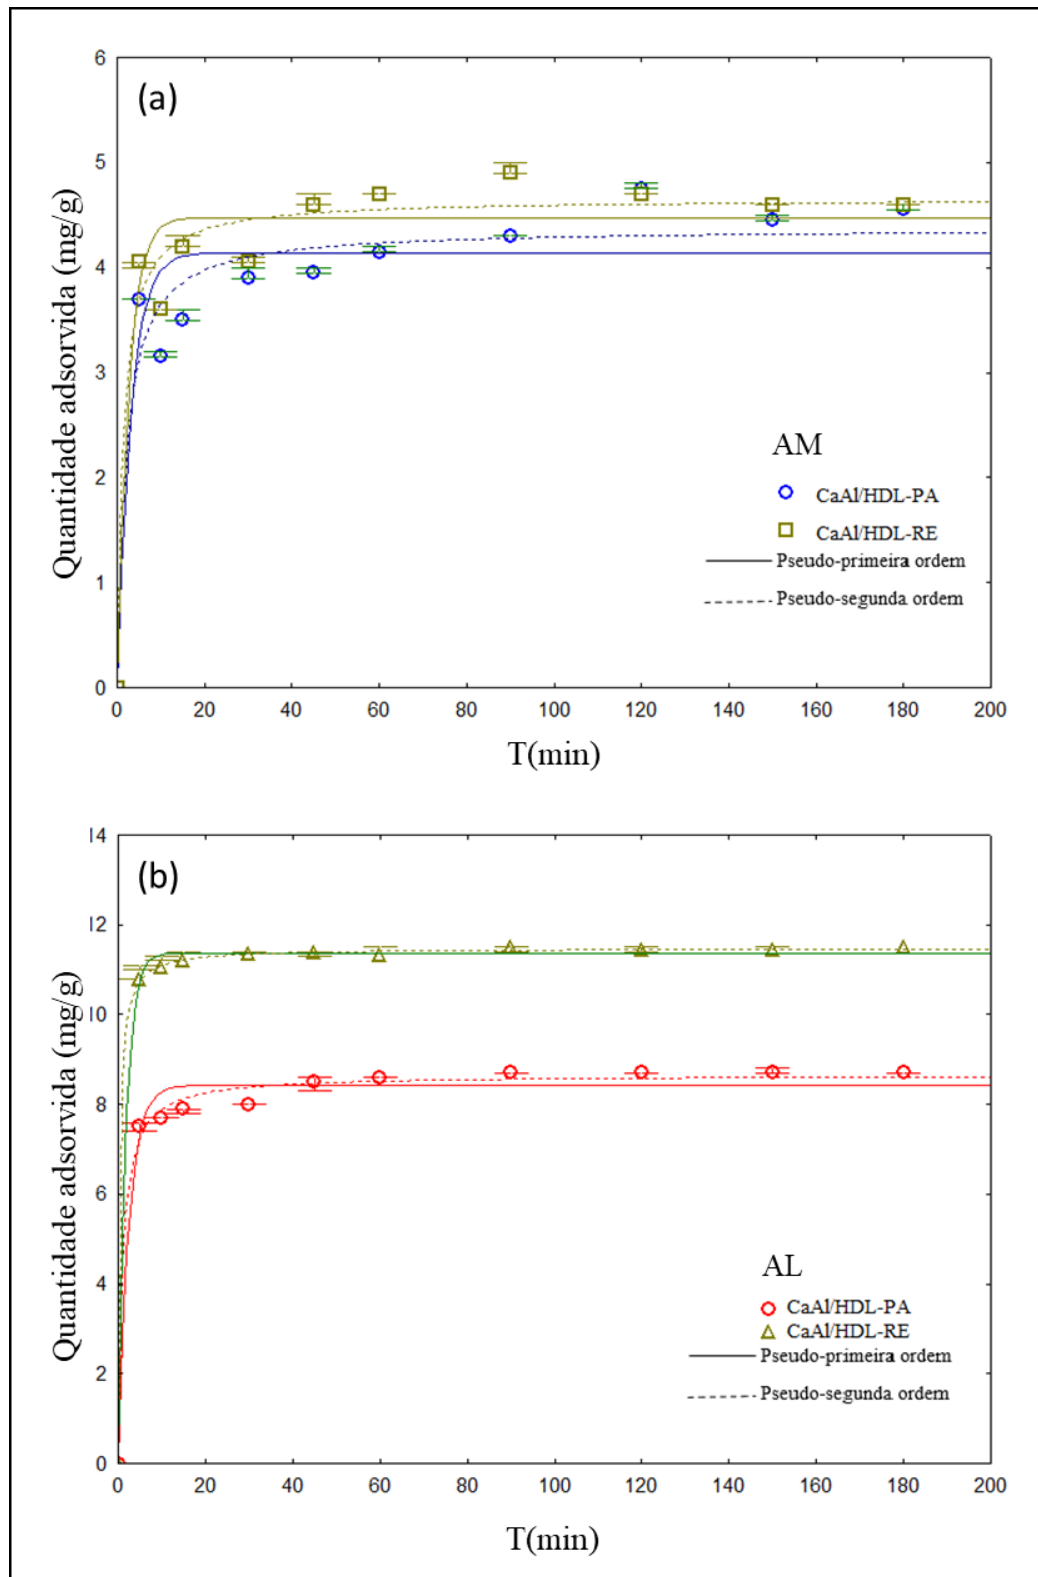 (a)
Quantidade adsorvida (mg/g)
6
5
4
3
2
1
0
AM
CaAl/HDL-PA
CaAl/HDL-RE
Pseudo-primeira ordem
Pseudo-segunda ordem
0 20 40 60 80 100 120 140 160 180 200
T(min)
(b)
Quantidade adsorvida (mg/g)
14
12
10
8
6
4
2
0
AL
CaAl/HDL-PA
CaAl/HDL-RE
Pseudo-primeira ordem
Pseudo-segunda ordem
0 20 40 60 80 100 120 140 160 180 200
T(min)